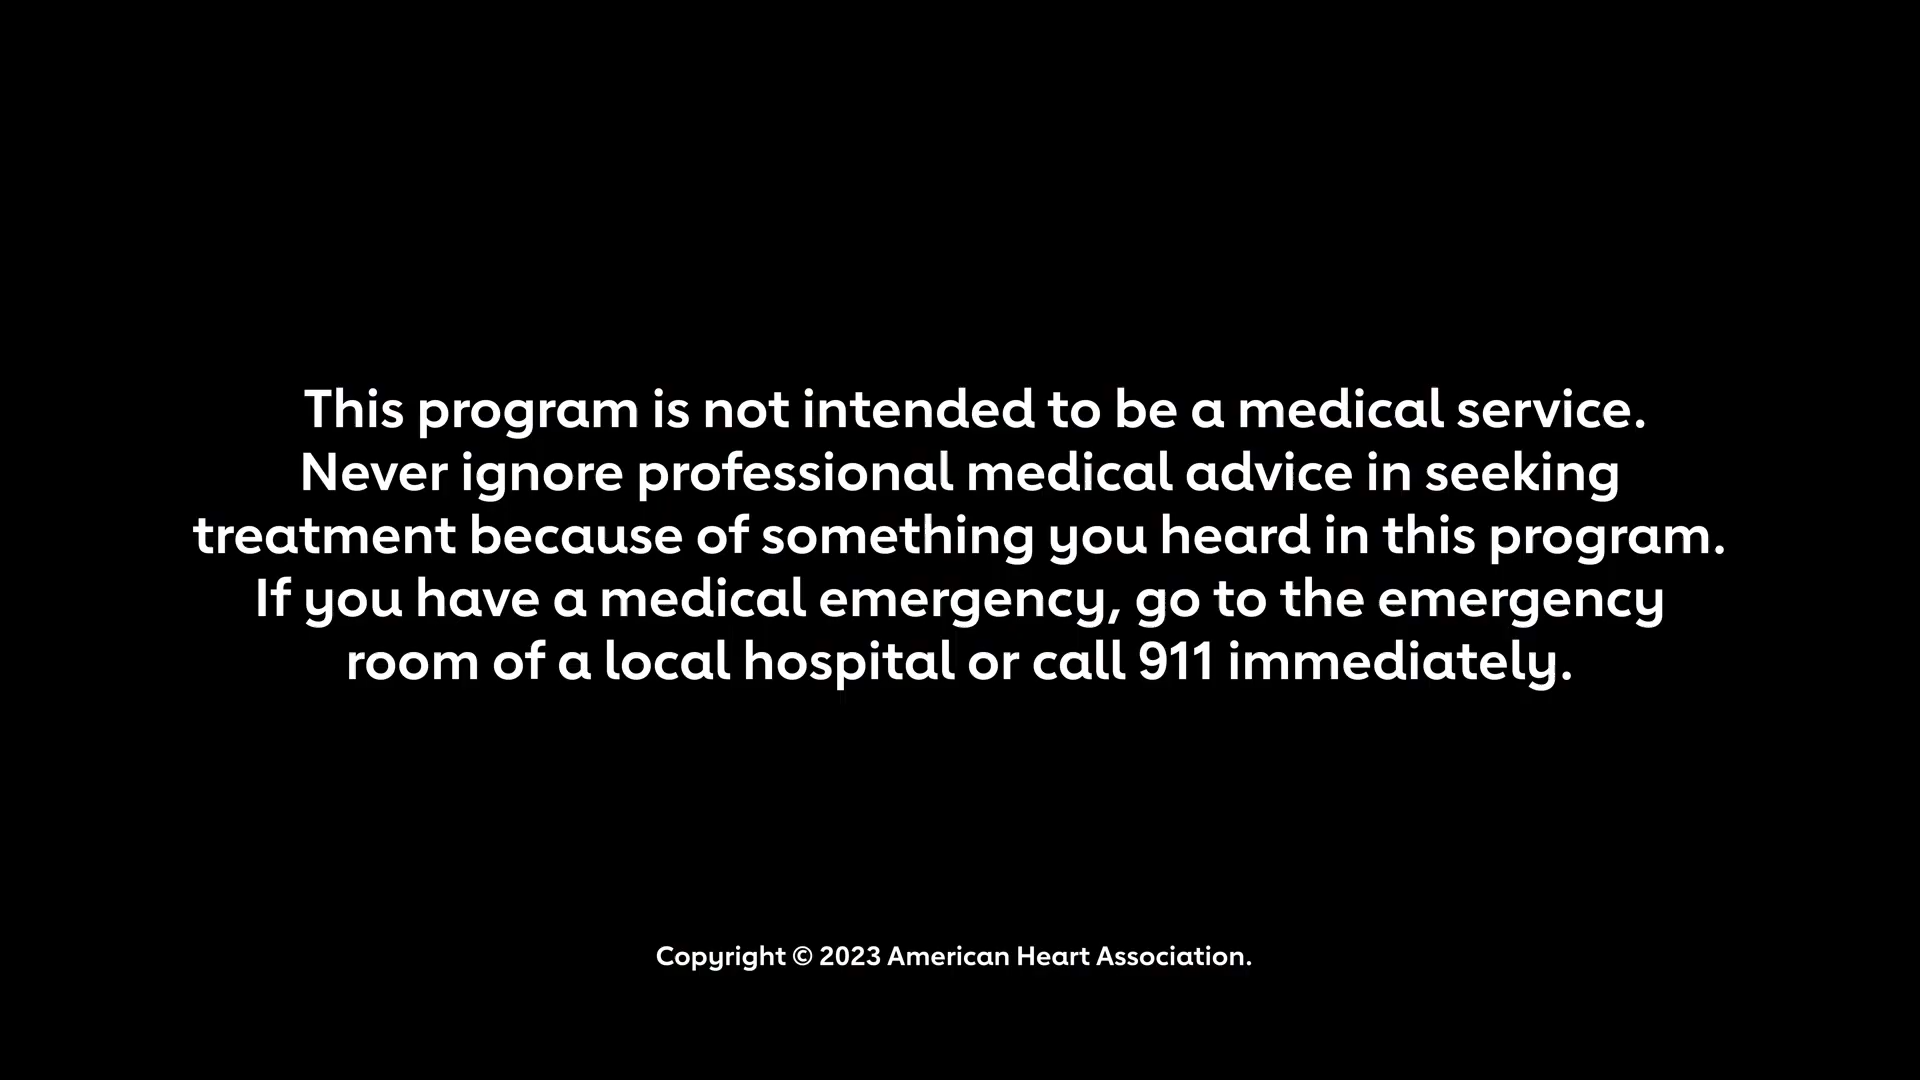 This program is not intended to be a medical service.
Never ignore professional medical advice in seeking
treatment because of something you heard in this program.
If you have a medical emergency, go to the emergency
room of a local hospital or call 911 immediately.
Copyright © 2023 American Heart Association.